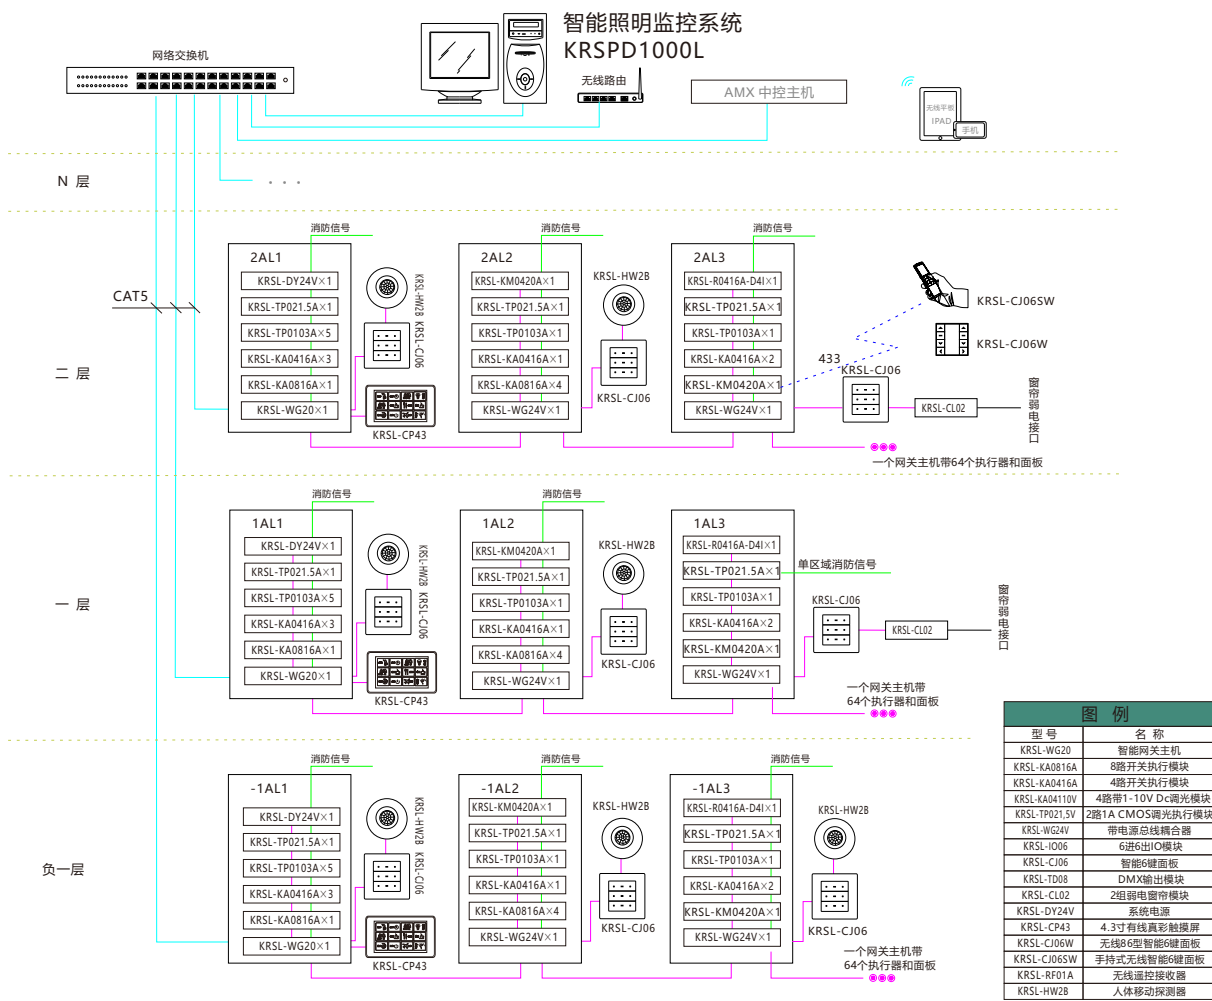 智能照明监控系统
KRSPD1000L
网络交换机
无线路由
AMX 中控主机
无线平板
IPAD
手机
N 层
. . .
消防信号
消防信号
消防信号
2AL1
KRSL-DY24V×1
KRSL-TP021.5A×1
KRSL-TP0103A×5
KRSL-KA0416A×3
KRSL-KA0816A×1
KRSL-WG20×1
KRSL-HW2B
KRSL-CJ06
KRSL-CP43
2AL2
KRSL-KM0420A×1
KRSL-TP021.5A×1
KRSL-TP0103A×1
KRSL-KA0416A×1
KRSL-KA0816A×4
KRSL-WG24V×1
KRSL-HW2B
KRSL-CJ06
2AL3
KRSL-R0416A-D4I×1
KRSL-TP021.5A×1
KRSL-TP0103A×1
KRSL-KA0416A×2
KRSL-KM0420A×1
KRSL-WG24V×1
433
KRSL-CJ06SW
KRSL-CJ06W
KRSL-CJ06
KRSL-CL02
窗帘弱电接口
一个网关主机带64个执行器和面板
CAT5
二 层
消防信号
消防信号
1AL1
KRSL-DY24V×1
KRSL-TP021.5A×1
KRSL-TP0103A×5
KRSL-KA0416A×3
KRSL-KA0816A×1
KRSL-WG20×1
KRSL-HW2B
KRSL-CJ06
KRSL-CP43
1AL2
KRSL-KM0420A×1
KRSL-TP021.5A×1
KRSL-TP0103A×1
KRSL-KA0416A×1
KRSL-KA0816A×4
KRSL-WG24V×1
KRSL-HW2B
KRSL-CJ06
1AL3
KRSL-R0416A-D4I×1
KRSL-TP021.5A×1
KRSL-TP0103A×1
KRSL-KA0416A×2
KRSL-KM0420A×1
KRSL-WG24V×1
单区域消防信号
KRSL-CJ06
KRSL-CL02
窗帘弱电接口
一个网关主机带
64个执行器和面板
一 层
消防信号
消防信号
消防信号
-1AL1
KRSL-DY24V×1
KRSL-TP021.5A×1
KRSL-TP0103A×5
KRSL-KA0416A×3
KRSL-KA0816A×1
KRSL-WG20×1
KRSL-HW2B
KRSL-CJ06
KRSL-CP43
-1AL2
KRSL-KM0420A×1
KRSL-TP021.5A×1
KRSL-TP0103A×1
KRSL-KA0416A×1
KRSL-KA0816A×4
KRSL-WG24V×1
KRSL-HW2B
KRSL-CJ06
-1AL3
KRSL-R0416A-D4I×1
KRSL-TP021.5A×1
KRSL-TP0103A×1
KRSL-KA0416A×2
KRSL-KM0420A×1
KRSL-WG24V×1
KRSL-HW2B
KRSL-CJ06
一个网关主机带
64个执行器和面板
负一层
图 例
型 号 名 称
KRSL-WG20 智能网关主机
KRSL-KA0816A 8路开关执行模块
KRSL-KA0416A 4路开关执行模块
KRSL-KA04110V 4路带1-10V Dc调光模块
KRSL-TP021,5V 2路1A CMOS调光执行模块
KRSL-WG24V 带电源总线耦合器
KRSL-IO06 6进6出IO模块
KRSL-CJ06 智能6键面板
KRSL-TD08 DMX输出模块
KRSL-CL02 2组弱电窗帘模块
KRSL-DY24V 系统电源
KRSL-CP43 4.3寸有线真彩触摸屏
KRSL-CJ06W 无线86型智能6键面板
KRSL-CJ06SW 手持式无线智能6键面板
KRSL-RF01A 无线遥控接收器
KRSL-HW2B 人体移动探测器